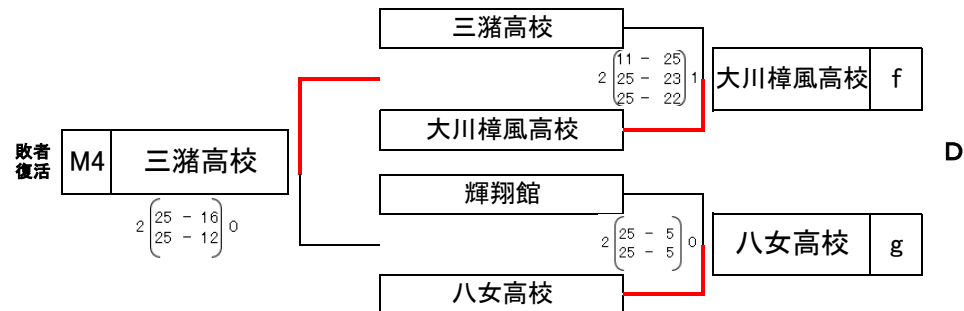 三潴高校
2 11 - 25 1
25 - 23
25 - 22
大川樟風高校 f
大川樟風高校
敗者
復活
M4 三潴高校
2 25 - 16 0
25 - 12
D
輝翔館
2 25 - 5 0
25 - 5
八女高校 g
八女高校